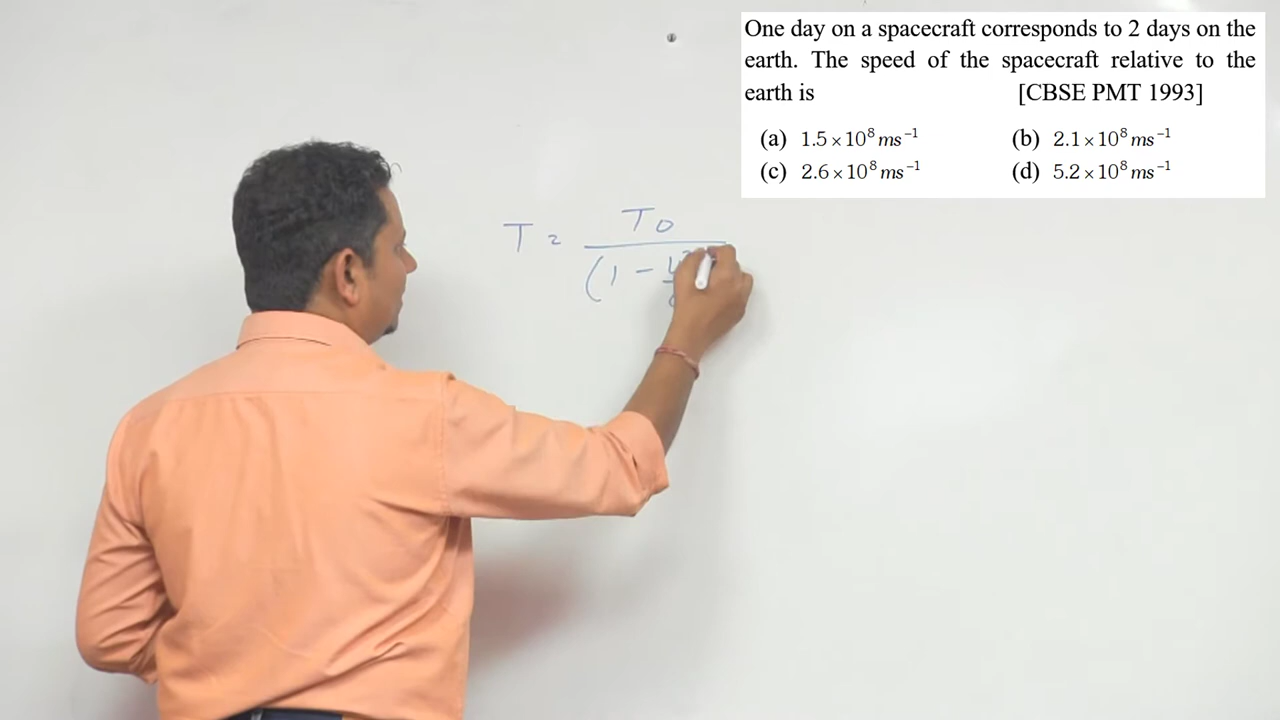 One day on a spacecraft corresponds to 2 days on the
earth. The speed of the spacecraft relative to the
earth is [CBSE PMT 1993]
(a) 1.5×10⁸ ms⁻¹ (b) 2.1×10⁸ ms⁻¹
(c) 2.6×10⁸ ms⁻¹ (d) 5.2×10⁸ ms⁻¹
T = T0
(1 -